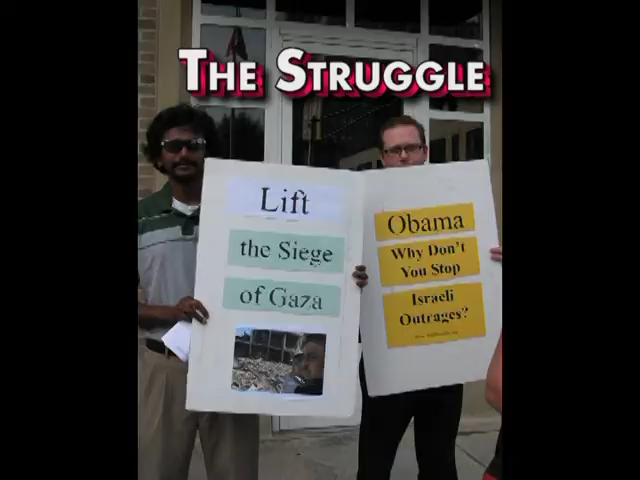 THE STRUGGLE
Lift
the Siege
of Gaza
Obama
Why Don't
You Stop
Israeli
Outrages?